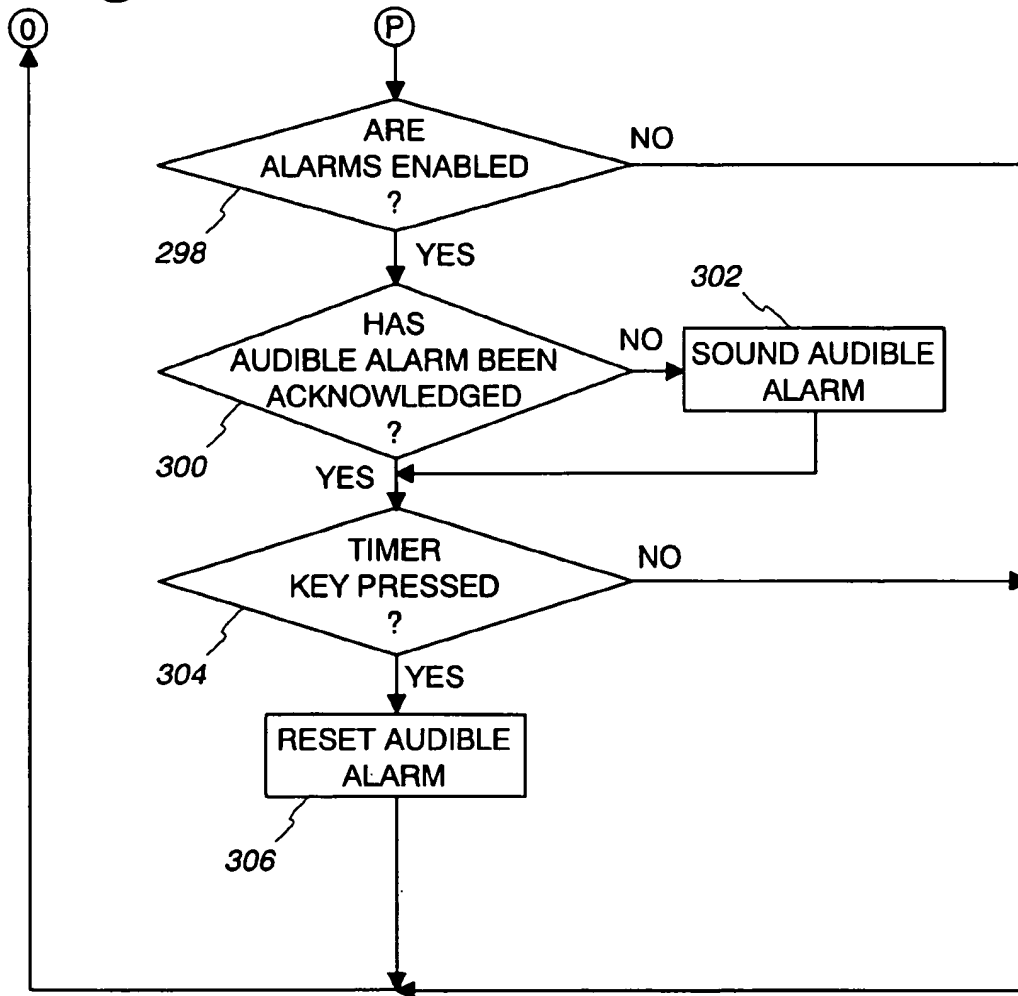 O
P
ARE
ALARMS ENABLED
?
NO
298
YES
302
HAS
AUDIBLE ALARM BEEN
ACKNOWLEDGED
?
NO
SOUND AUDIBLE
ALARM
300
YES
TIMER
KEY PRESSED
?
NO
304
YES
RESET AUDIBLE
ALARM
306